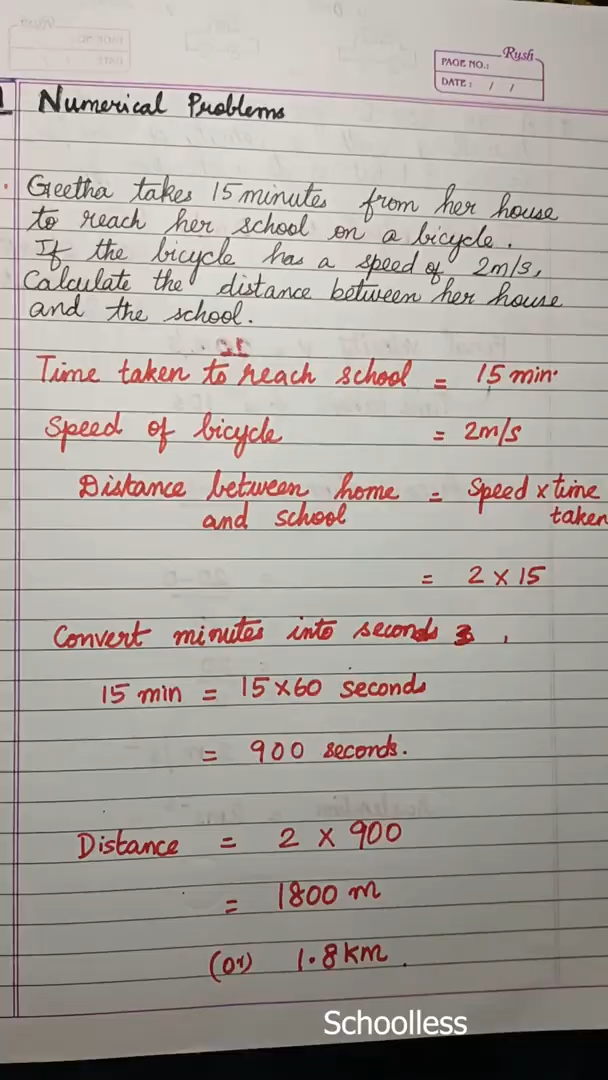 Rysh
PAGE NO.:
DATE: / /
Numerical Problems
Geetha takes 15 minutes from her house
to reach her school on a bicycle.
If the bicycle has a speed of 2m/s,
Calculate the distance between her house
and the school.
Time taken to reach school = 15 min.
Speed of bicycle = 2m/s
Distance between home = Speed x time
and school taken
= 2 x 15
Convert minutes into seconds
15 min = 15 x 60 seconds
= 900 seconds.
Distance = 2 x 900
= 1800 m
(or) 1.8 km.
Schoolless